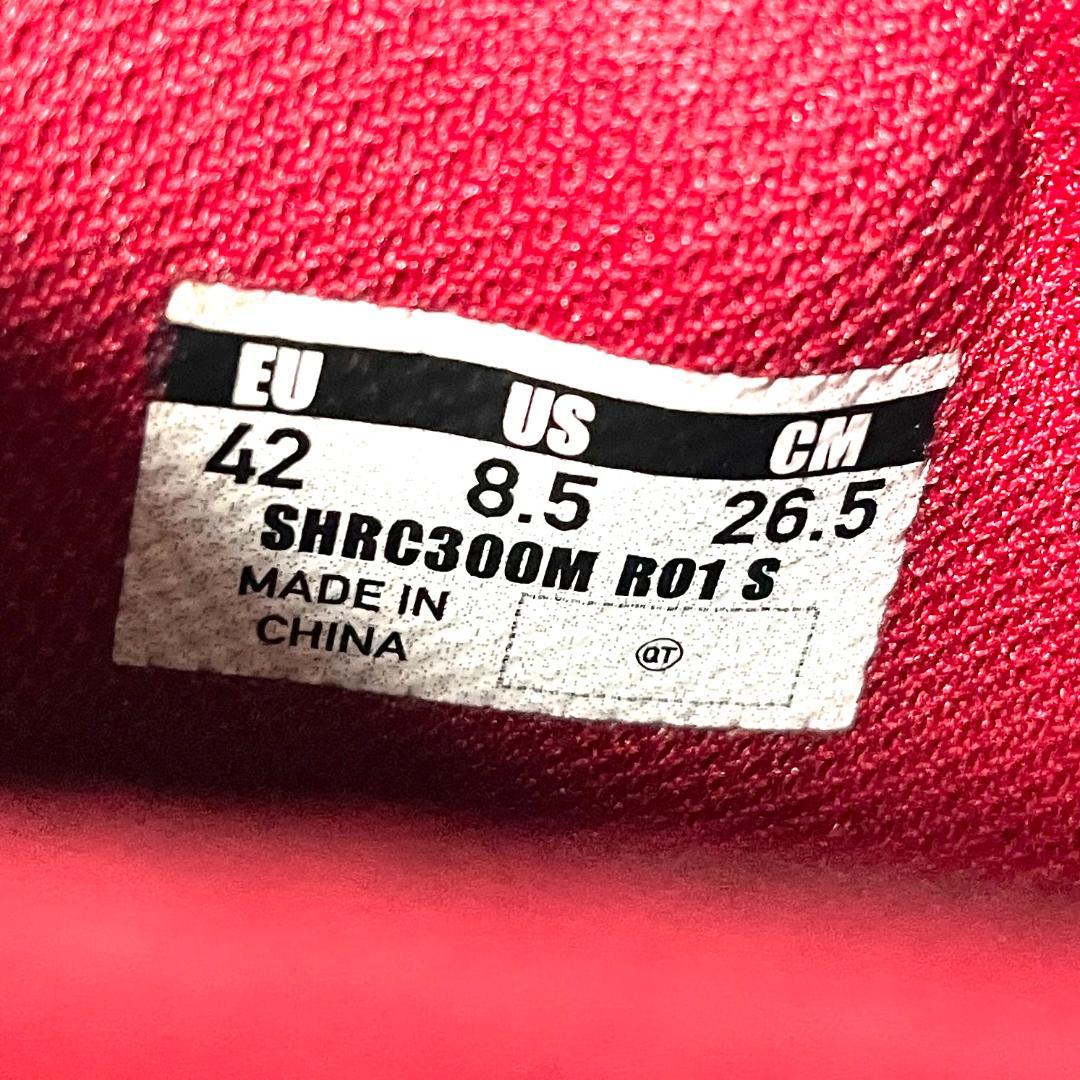 EU US CM
42 8.5 26.5
SHRC300M R01 S
MADE IN
CHINA
QT